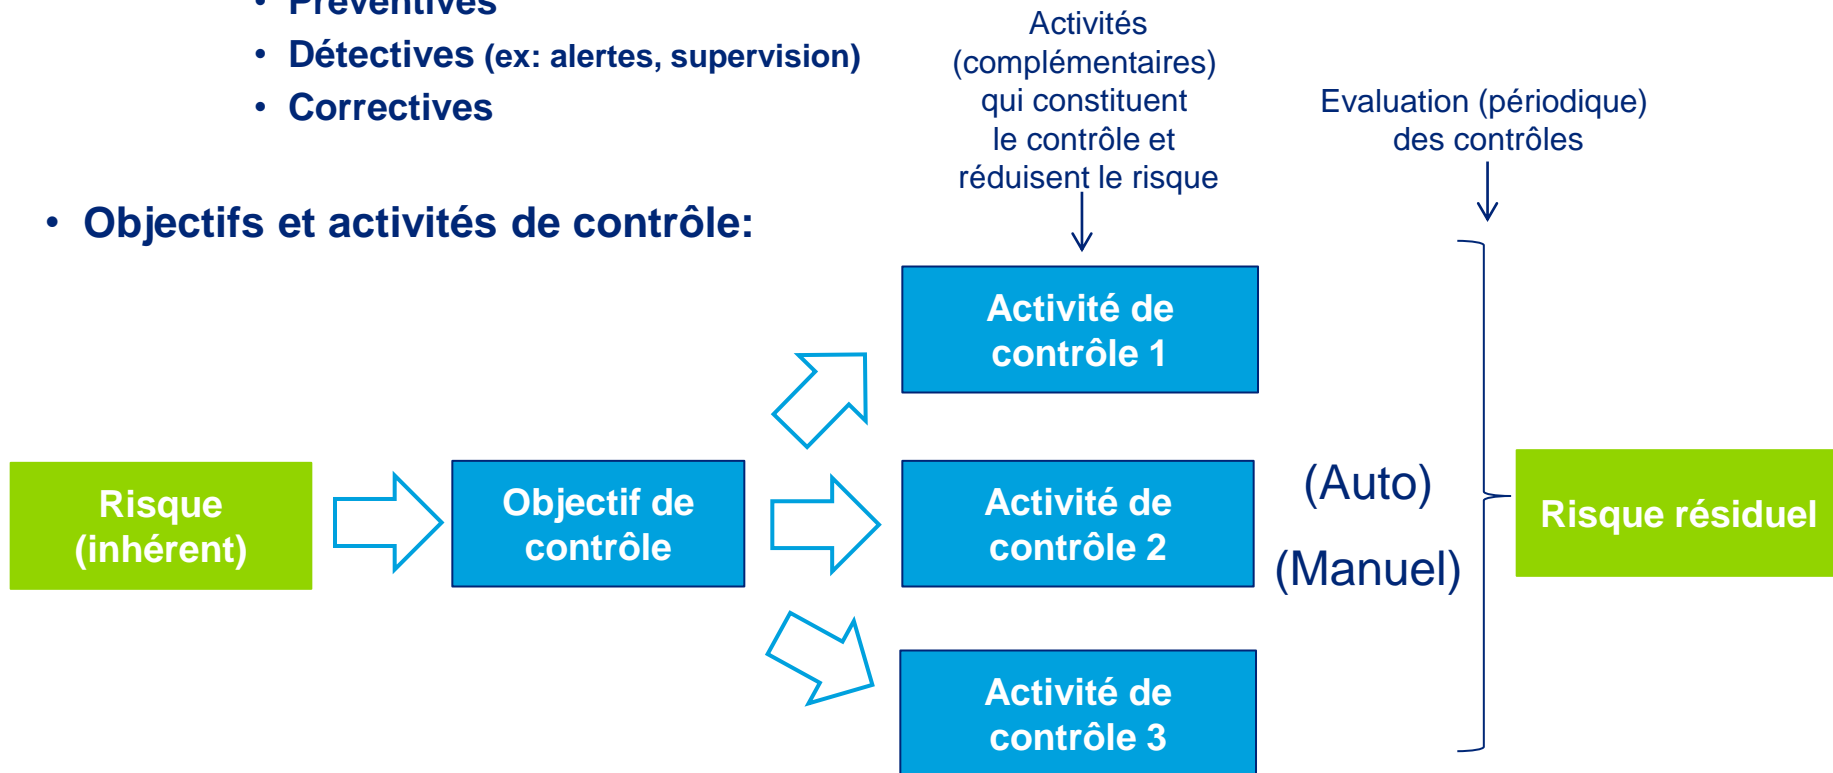 • Préventives
• Détectives (ex: alertes, supervision)
• Correctives
Activités
(complémentaires)
qui constituent
le contrôle et
réduisent le risque
Evaluation (périodique)
des contrôles
• Objectifs et activités de contrôle:
Activité de
contrôle 1
Risque
(inhérent)
Objectif de
contrôle
Activité de
contrôle 2
(Auto)
(Manuel)
Risque résiduel
Activité de
contrôle 3